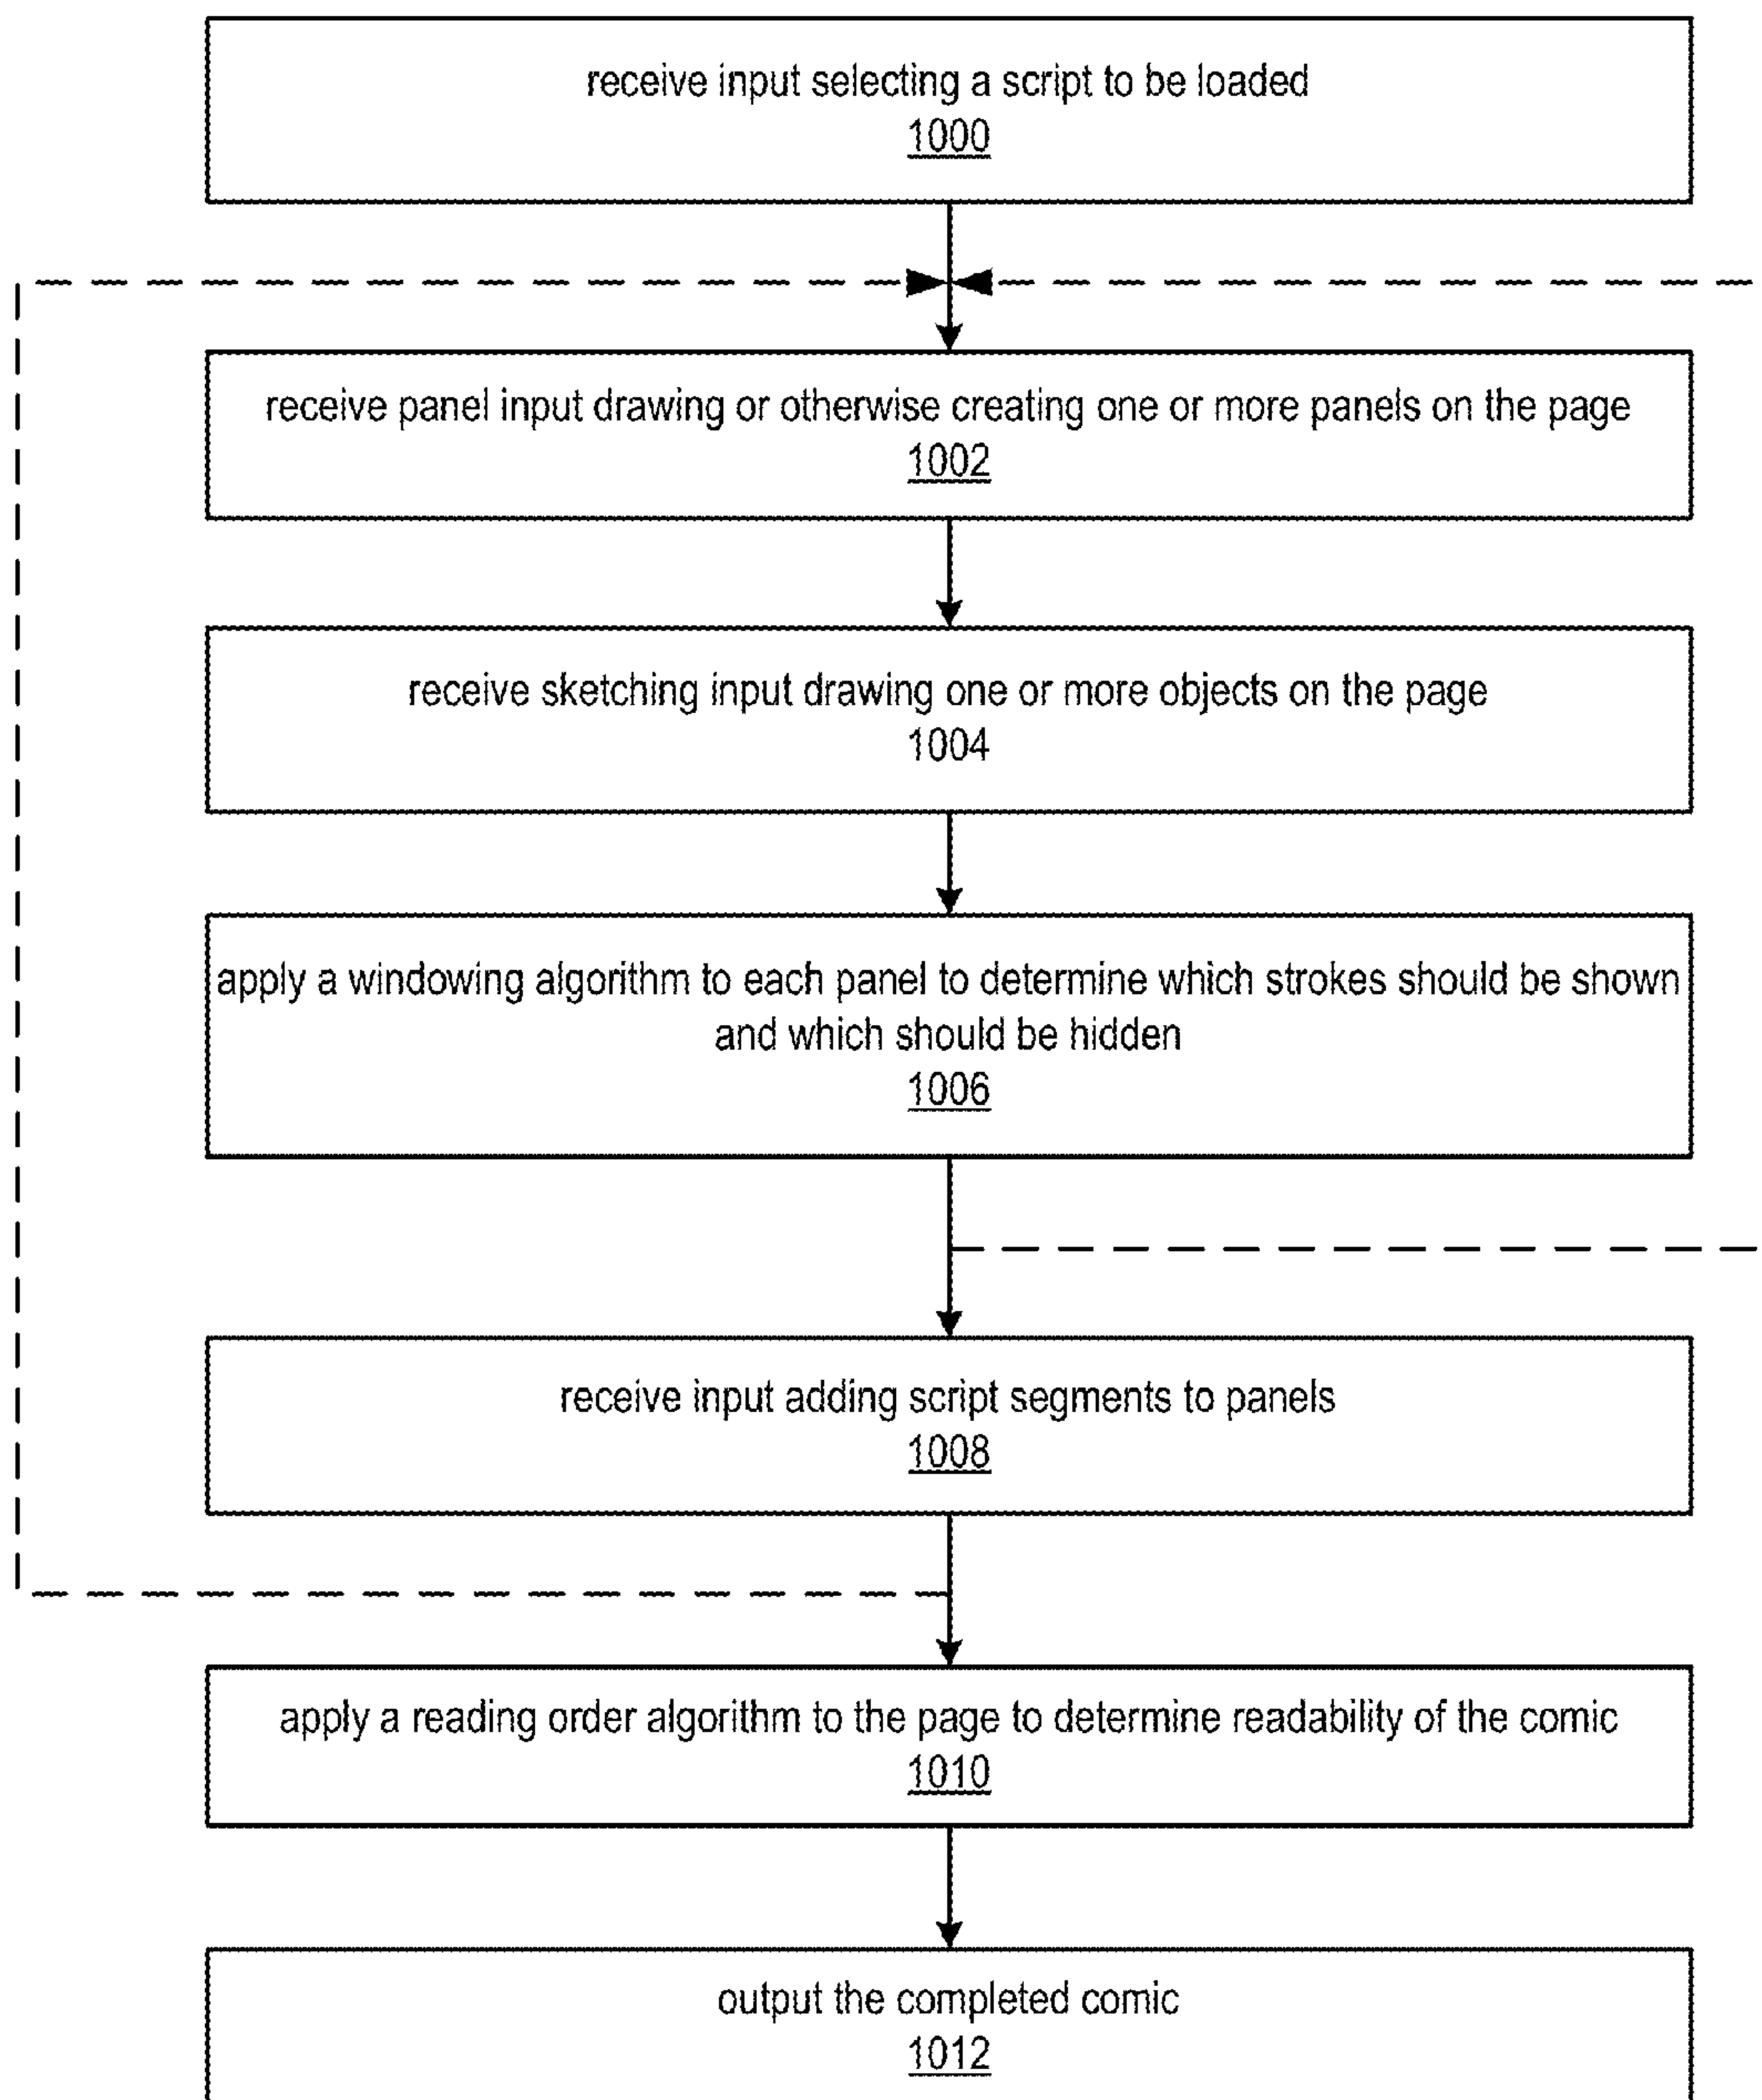 receive input selecting a script to be loaded
1000
receive panel input drawing or otherwise creating one or more panels on the page
1002
receive sketching input drawing one or more objects on the page
1004
apply a windowing algorithm to each panel to determine which strokes should be shown
and which should be hidden
1006
receive input adding script segments to panels
1008
apply a reading order algorithm to the page to determine readability of the comic
1010
output the completed comic
1012